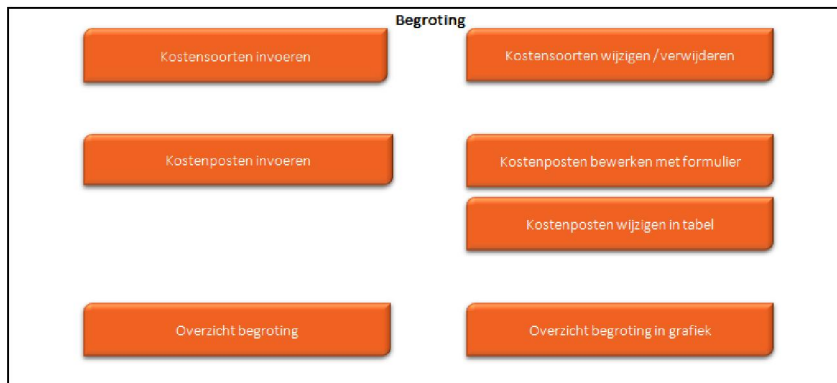 Begroting
Kostensoorten invoeren
Kostensoorten wijzigen / verwijderen
Kostenposten invoeren
Kostenposten bewerken met formulier
Kostenposten wijzigen in tabel
Overzicht begroting
Overzicht begroting in grafiek